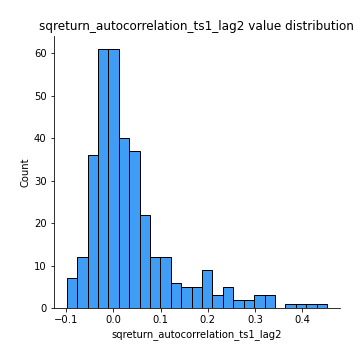 sqreturn_autocorrelation_ts1_lag2 value distribution
60
50
40
30
20
10
0
Count
−0.1 0.0 0.1 0.2 0.3 0.4
sqreturn_autocorrelation_ts1_lag2